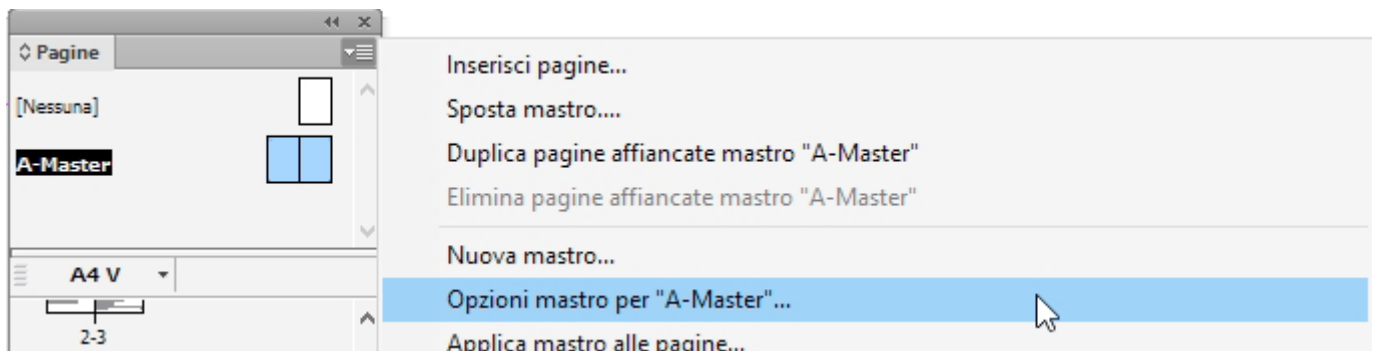 Pagine
[Nessuna]
A-Master
A4 V
2-3
Inserisci pagine...
Sposta mastro....
Duplica pagine affiancate mastro "A-Master"
Elimina pagine affiancate mastro "A-Master"
Nuova mastro...
Opzioni mastro per "A-Master"...
Applica mastro alle pagine...